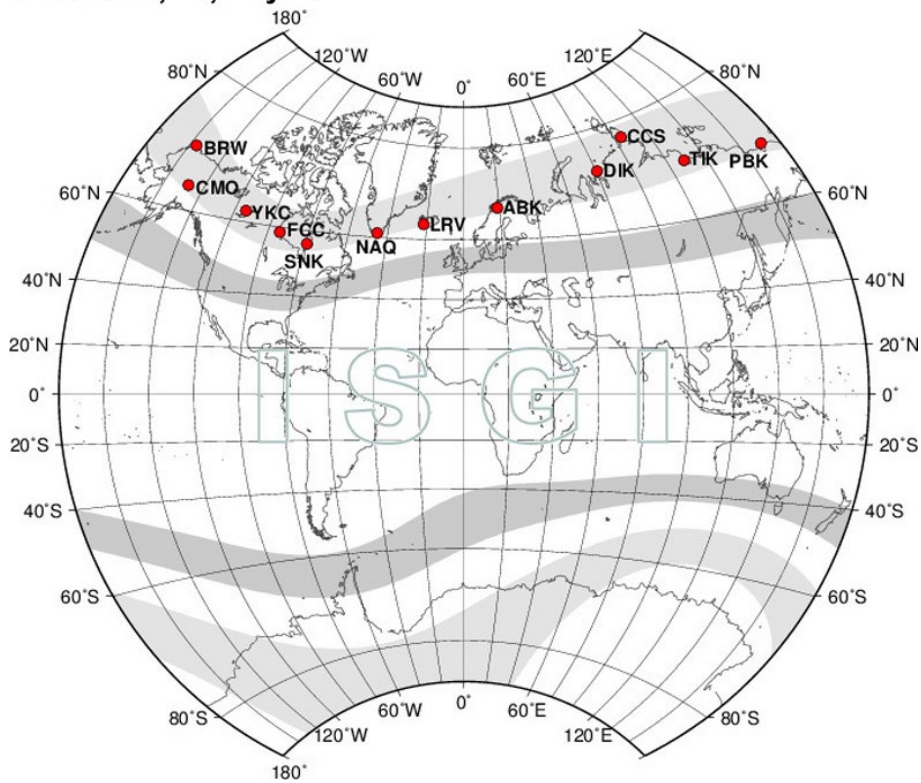 180°
120°W
120°E
80°N
60°W
0°
60°E
80°N
CCS
BRW
TIK
PBK
DIK
60°N
CMO
60°N
YKC
ABK
FCC
LRV
SNK
NAQ
40°N
40°N
20°N
20°N
ISGI
0°
0°
20°S
20°S
40°S
40°S
60°S
60°S
80°S
60°W
0°
60°E
80°S
120°W
120°E
180°